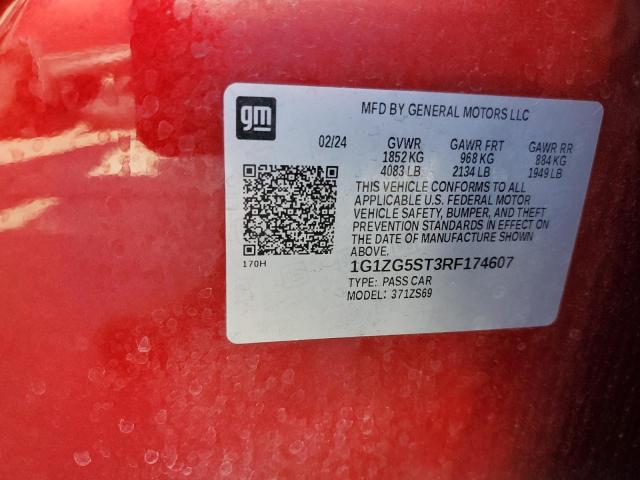 gm
MFD BY GENERAL MOTORS LLC
02/24 GVWR GAWR FRT GAWR RR
1852 KG 968 KG 884 KG
4083 LB 2134 LB 1949 LB
THIS VEHICLE CONFORMS TO ALL
APPLICABLE U.S. FEDERAL MOTOR
VEHICLE SAFETY, BUMPER, AND THEFT
PREVENTION STANDARDS IN EFFECT ON
THE DATE OF MANUFACTURE SHOWN
ABOVE.
170H
1G1ZG5ST3RF174607
TYPE: PASS CAR
MODEL: 371ZS69